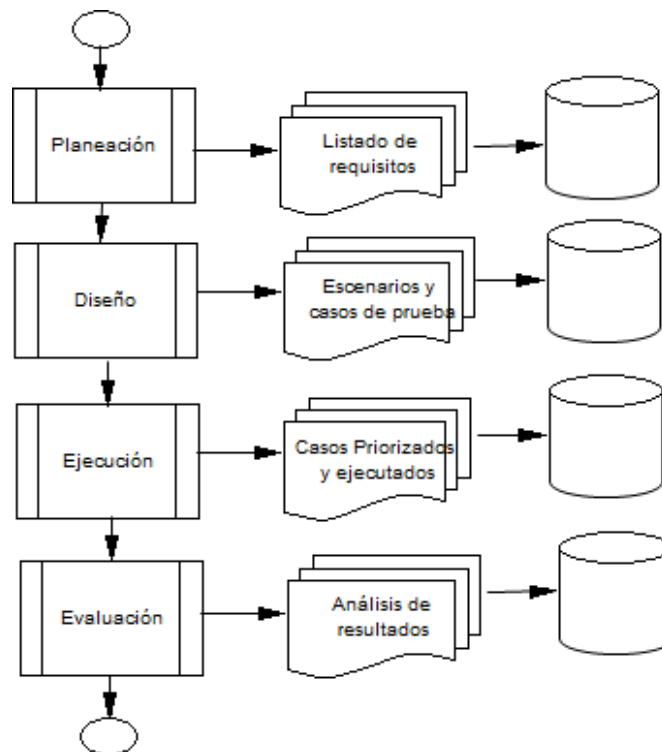 Planeación
Listado de
requisitos
Diseño
Escenarios y
casos de prueba
Ejecución
Casos Priorizados
y ejecutados
Evaluación
Análisis de
resultados